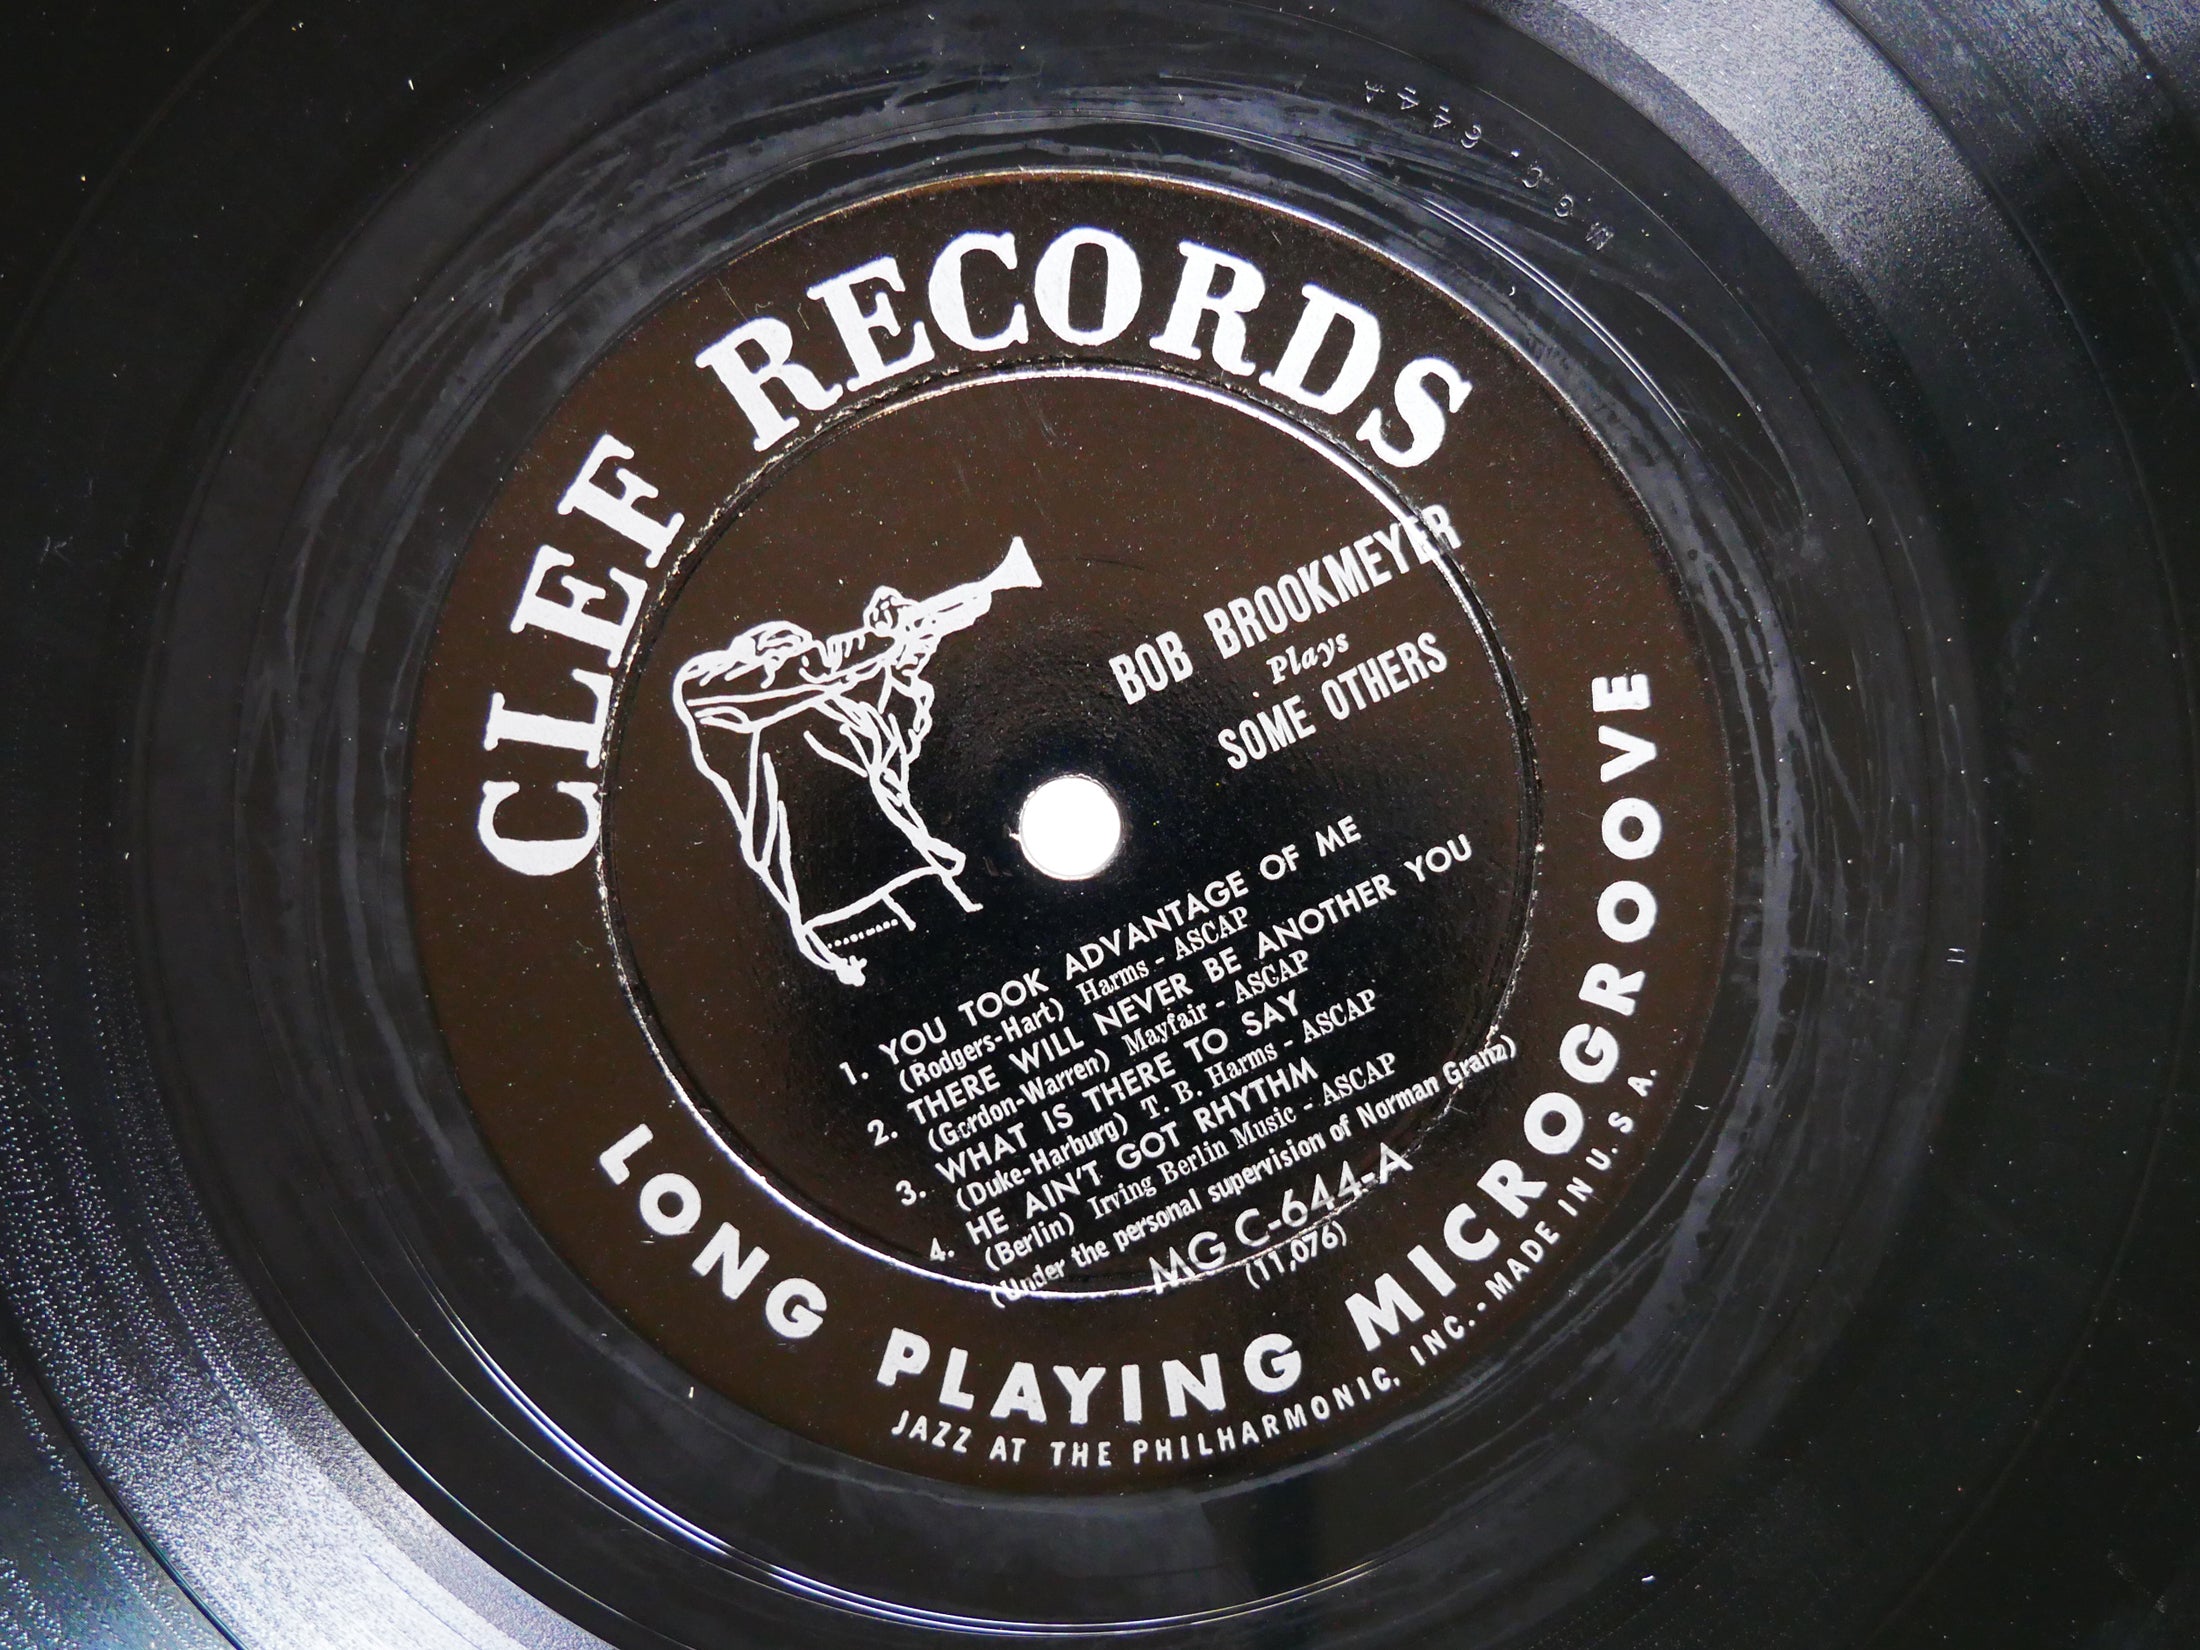 CLEF RECORDS
BOB BROOKMEYER
Plays
SOME OTHERS
1. YOU TOOK ADVANTAGE OF ME
(Rodgers-Hart) Harms - ASCAP
2. THERE WILL NEVER BE ANOTHER YOU
(Gordon-Warren) Mayfair - ASCAP
3. WHAT IS THERE TO SAY
(Duke-Harburg) T. B. Harms - ASCAP
4. HE AIN'T GOT RHYTHM
(Berlin) Irving Berlin Music - ASCAP
(Under the personal supervision of Norman Granz)
MG C-644-A
(11,076)
LONG PLAYING MICROGROOVE
JAZZ AT THE PHILHARMONIC, INC. - MADE IN U. S. A.